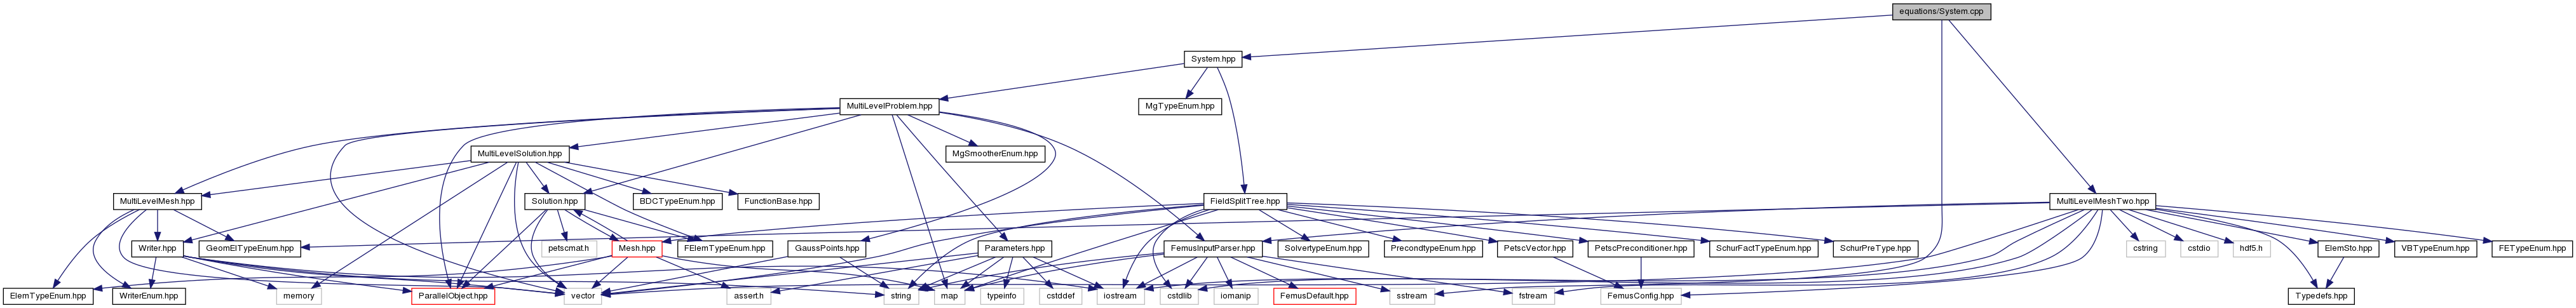 equations/System.cpp
System.hpp
MultiLevelProblem.hpp
MgTypeEnum.hpp
MultiLevelSolution.hpp
MgSmootherEnum.hpp
MultiLevelMesh.hpp
Solution.hpp
BDCTypeEnum.hpp
FunctionBase.hpp
FieldSplitTree.hpp
MultiLevelMeshTwo.hpp
Writer.hpp
GeomElTypeEnum.hpp
petscmat.h
Mesh.hpp
FElemTypeEnum.hpp
GaussPoints.hpp
Parameters.hpp
FemusInputParser.hpp
SolvertypeEnum.hpp
PrecondtypeEnum.hpp
PetscVector.hpp
PetscPreconditioner.hpp
SchurFactTypeEnum.hpp
SchurPreType.hpp
cstring
cstdio
hdf5.h
ElemSto.hpp
VBTypeEnum.hpp
FETypeEnum.hpp
ElemTypeEnum.hpp
WriterEnum.hpp
memory
ParallelObject.hpp
vector
assert.h
string
map
typeinfo
cstddef
iostream
cstdlib
iomanip
FemusDefault.hpp
sstream
fstream
FemusConfig.hpp
Typedefs.hpp